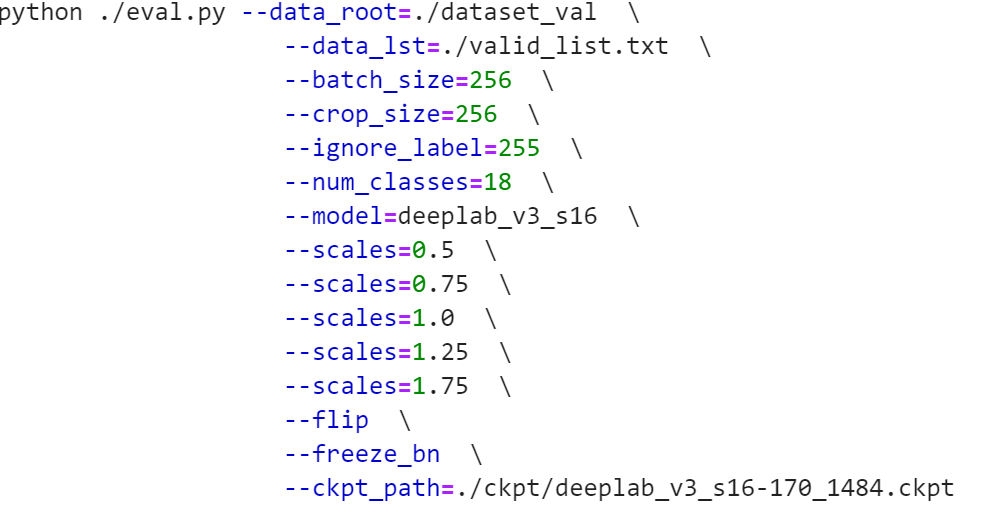 python ./eval.py --data_root=./dataset_val \
--data_lst=./valid_list.txt \
--batch_size=256 \
--crop_size=256 \
--ignore_label=255 \
--num_classes=18 \
--model=deeplab_v3_s16 \
--scales=0.5 \
--scales=0.75 \
--scales=1.0 \
--scales=1.25 \
--scales=1.75 \
--flip \
--freeze_bn \
--ckpt_path=./ckpt/deeplab_v3_s16-170_1484.ckpt